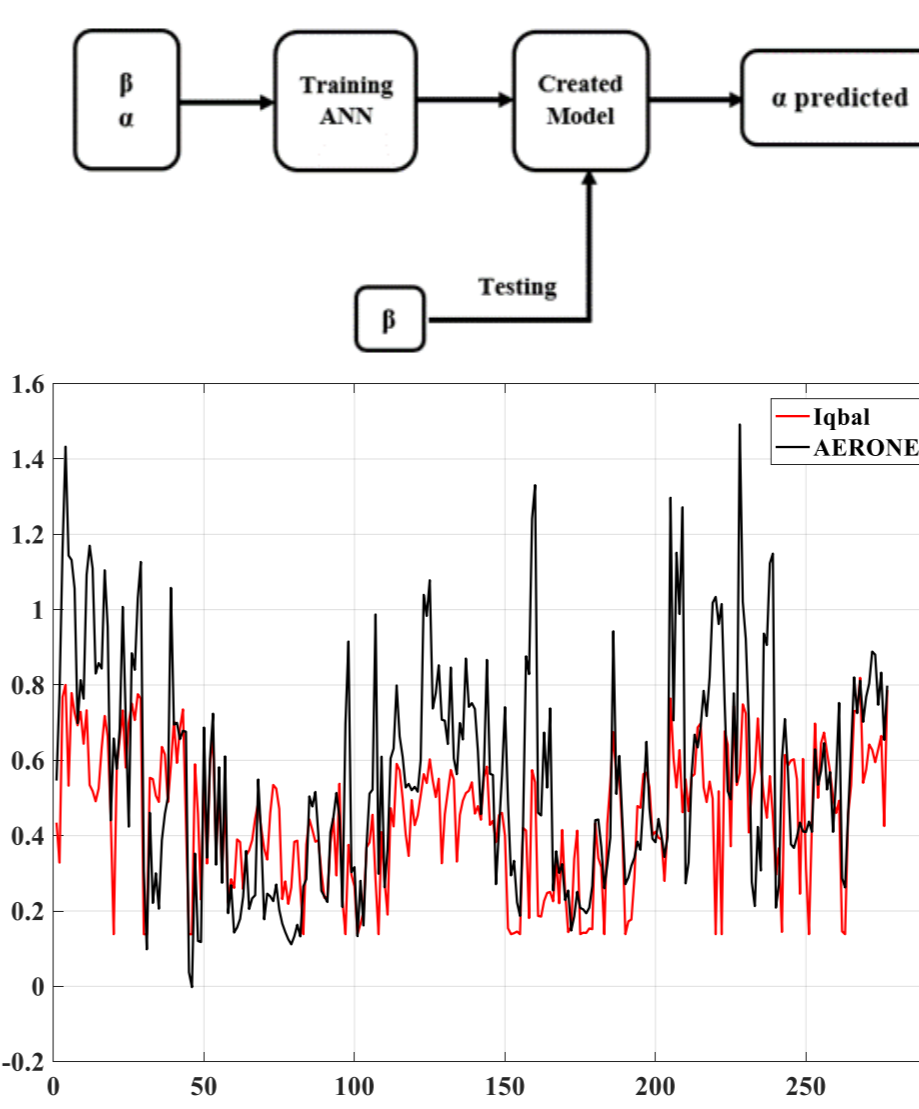 β
α
Training
ANN
Created
Model
α predicted
Testing
β
1.6
1.4
1.2
1
0.8
0.6
0.4
0.2
0
-0.2
0
50
100
150
200
250
Iqbal
AERONE